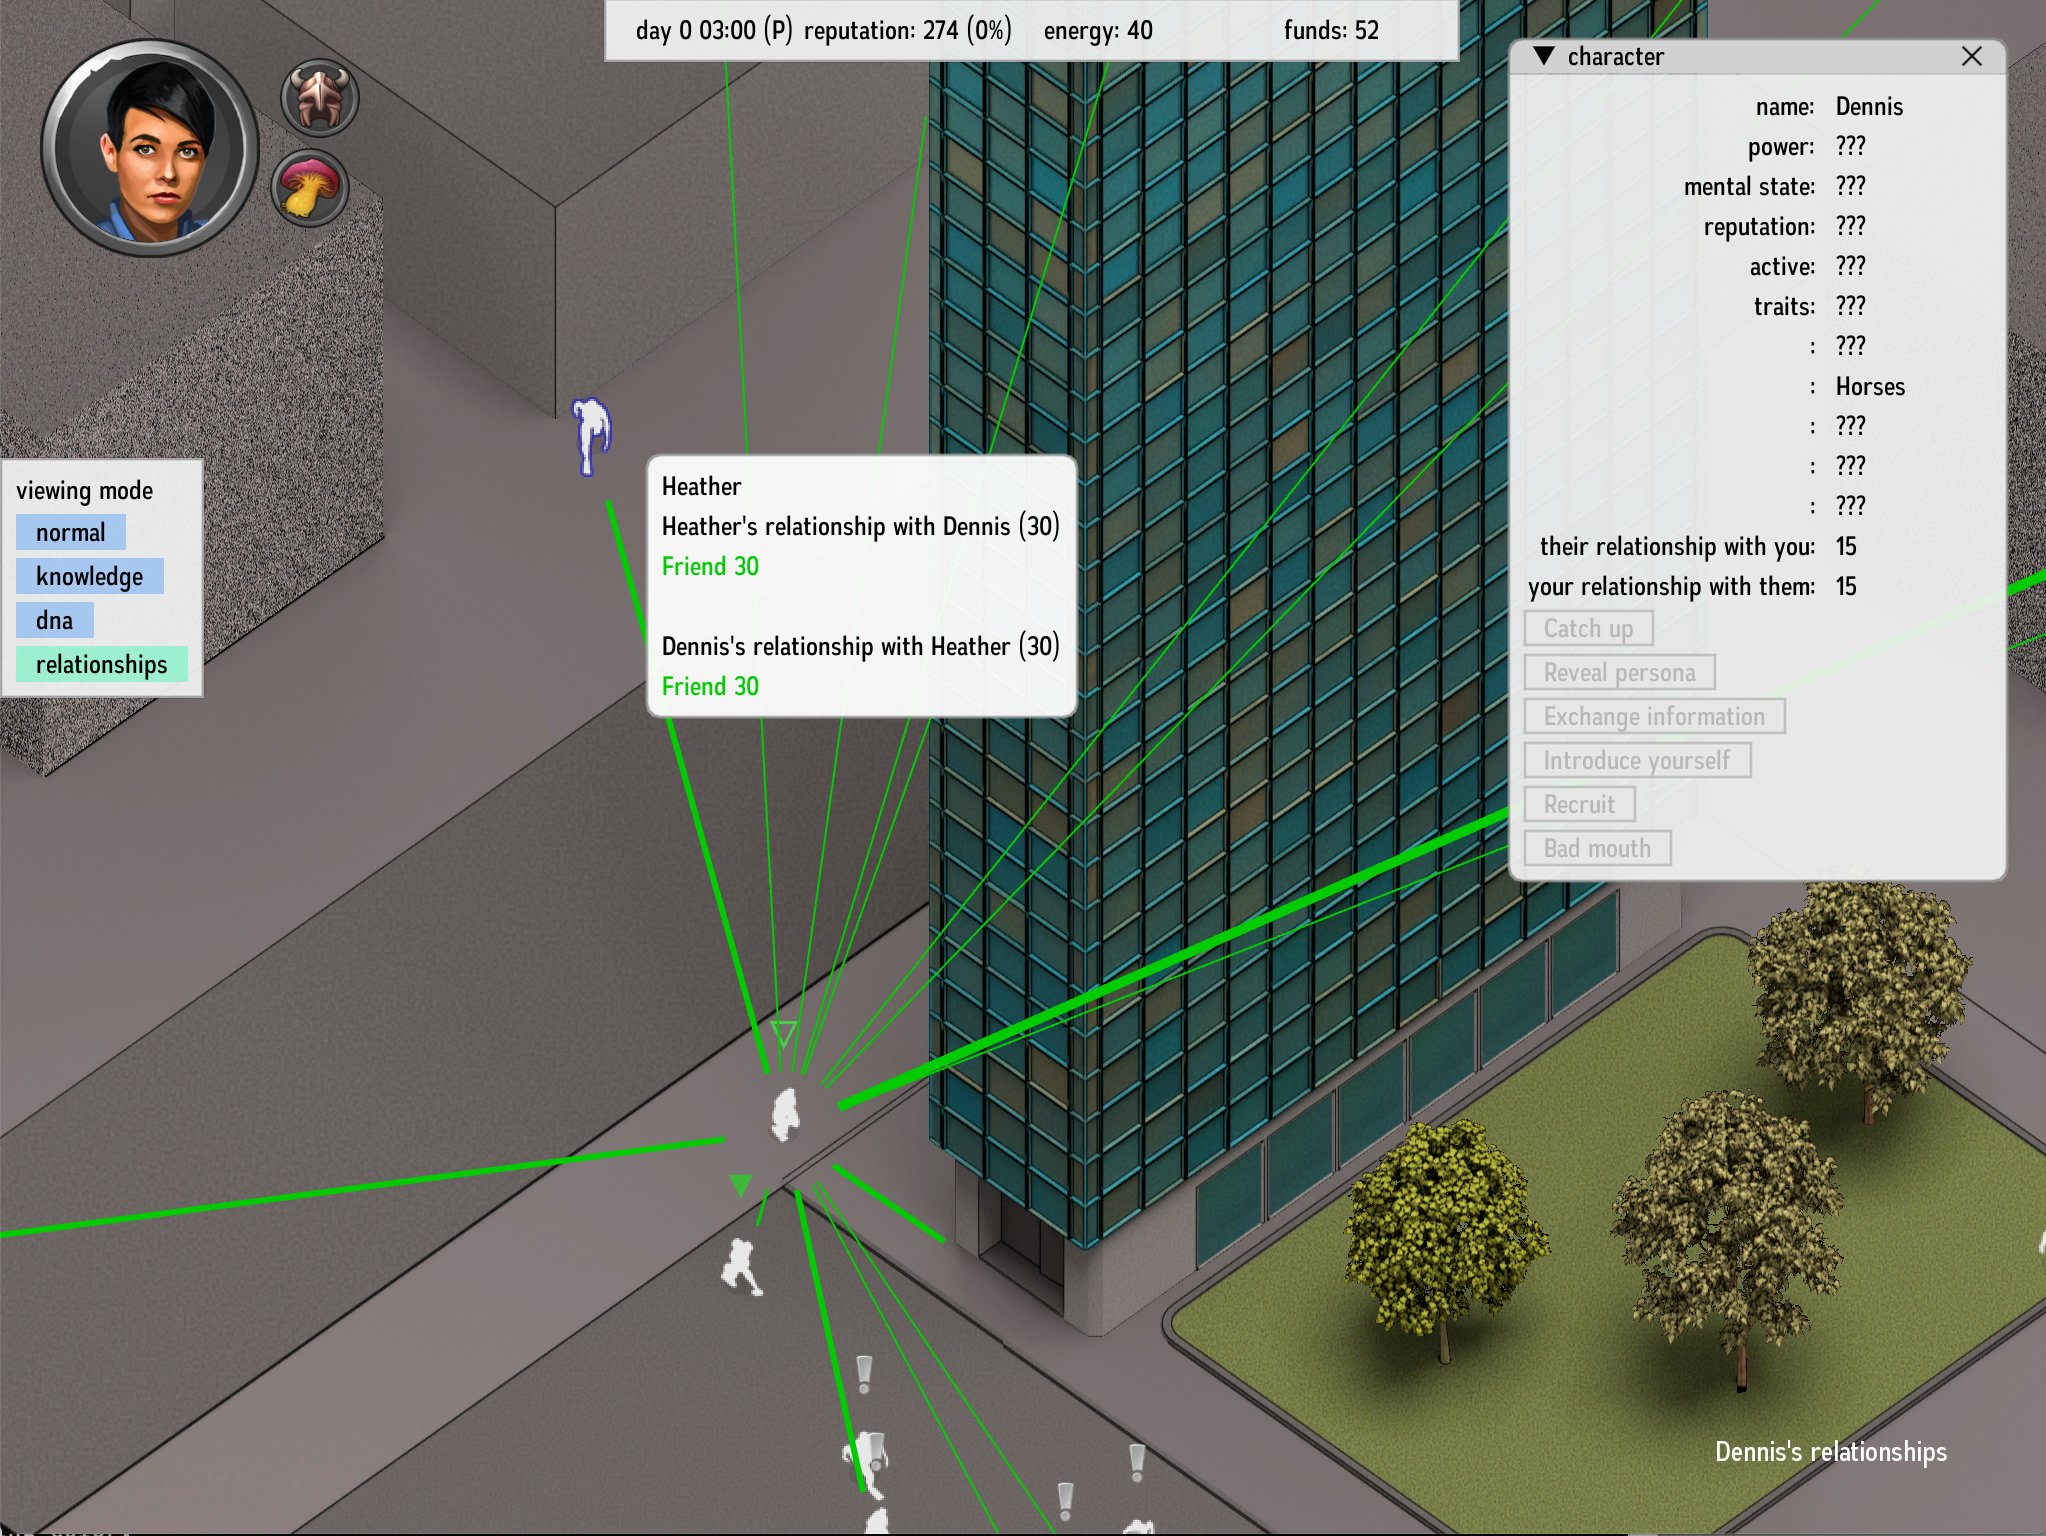 day 0 03:00 (P) reputation: 274 (0%) energy: 40 funds: 52
character
name: Dennis
power: ???
mental state: ???
reputation: ???
active: ???
traits: ???
: ???
: Horses
: ???
: ???
: ???
their relationship with you: 15
your relationship with them: 15
Catch up
Reveal persona
Exchange information
Introduce yourself
Recruit
Bad mouth
viewing mode
normal
knowledge
dna
relationships
Heather
Heather's relationship with Dennis (30)
Friend 30
Dennis's relationship with Heather (30)
Friend 30
Dennis's relationships